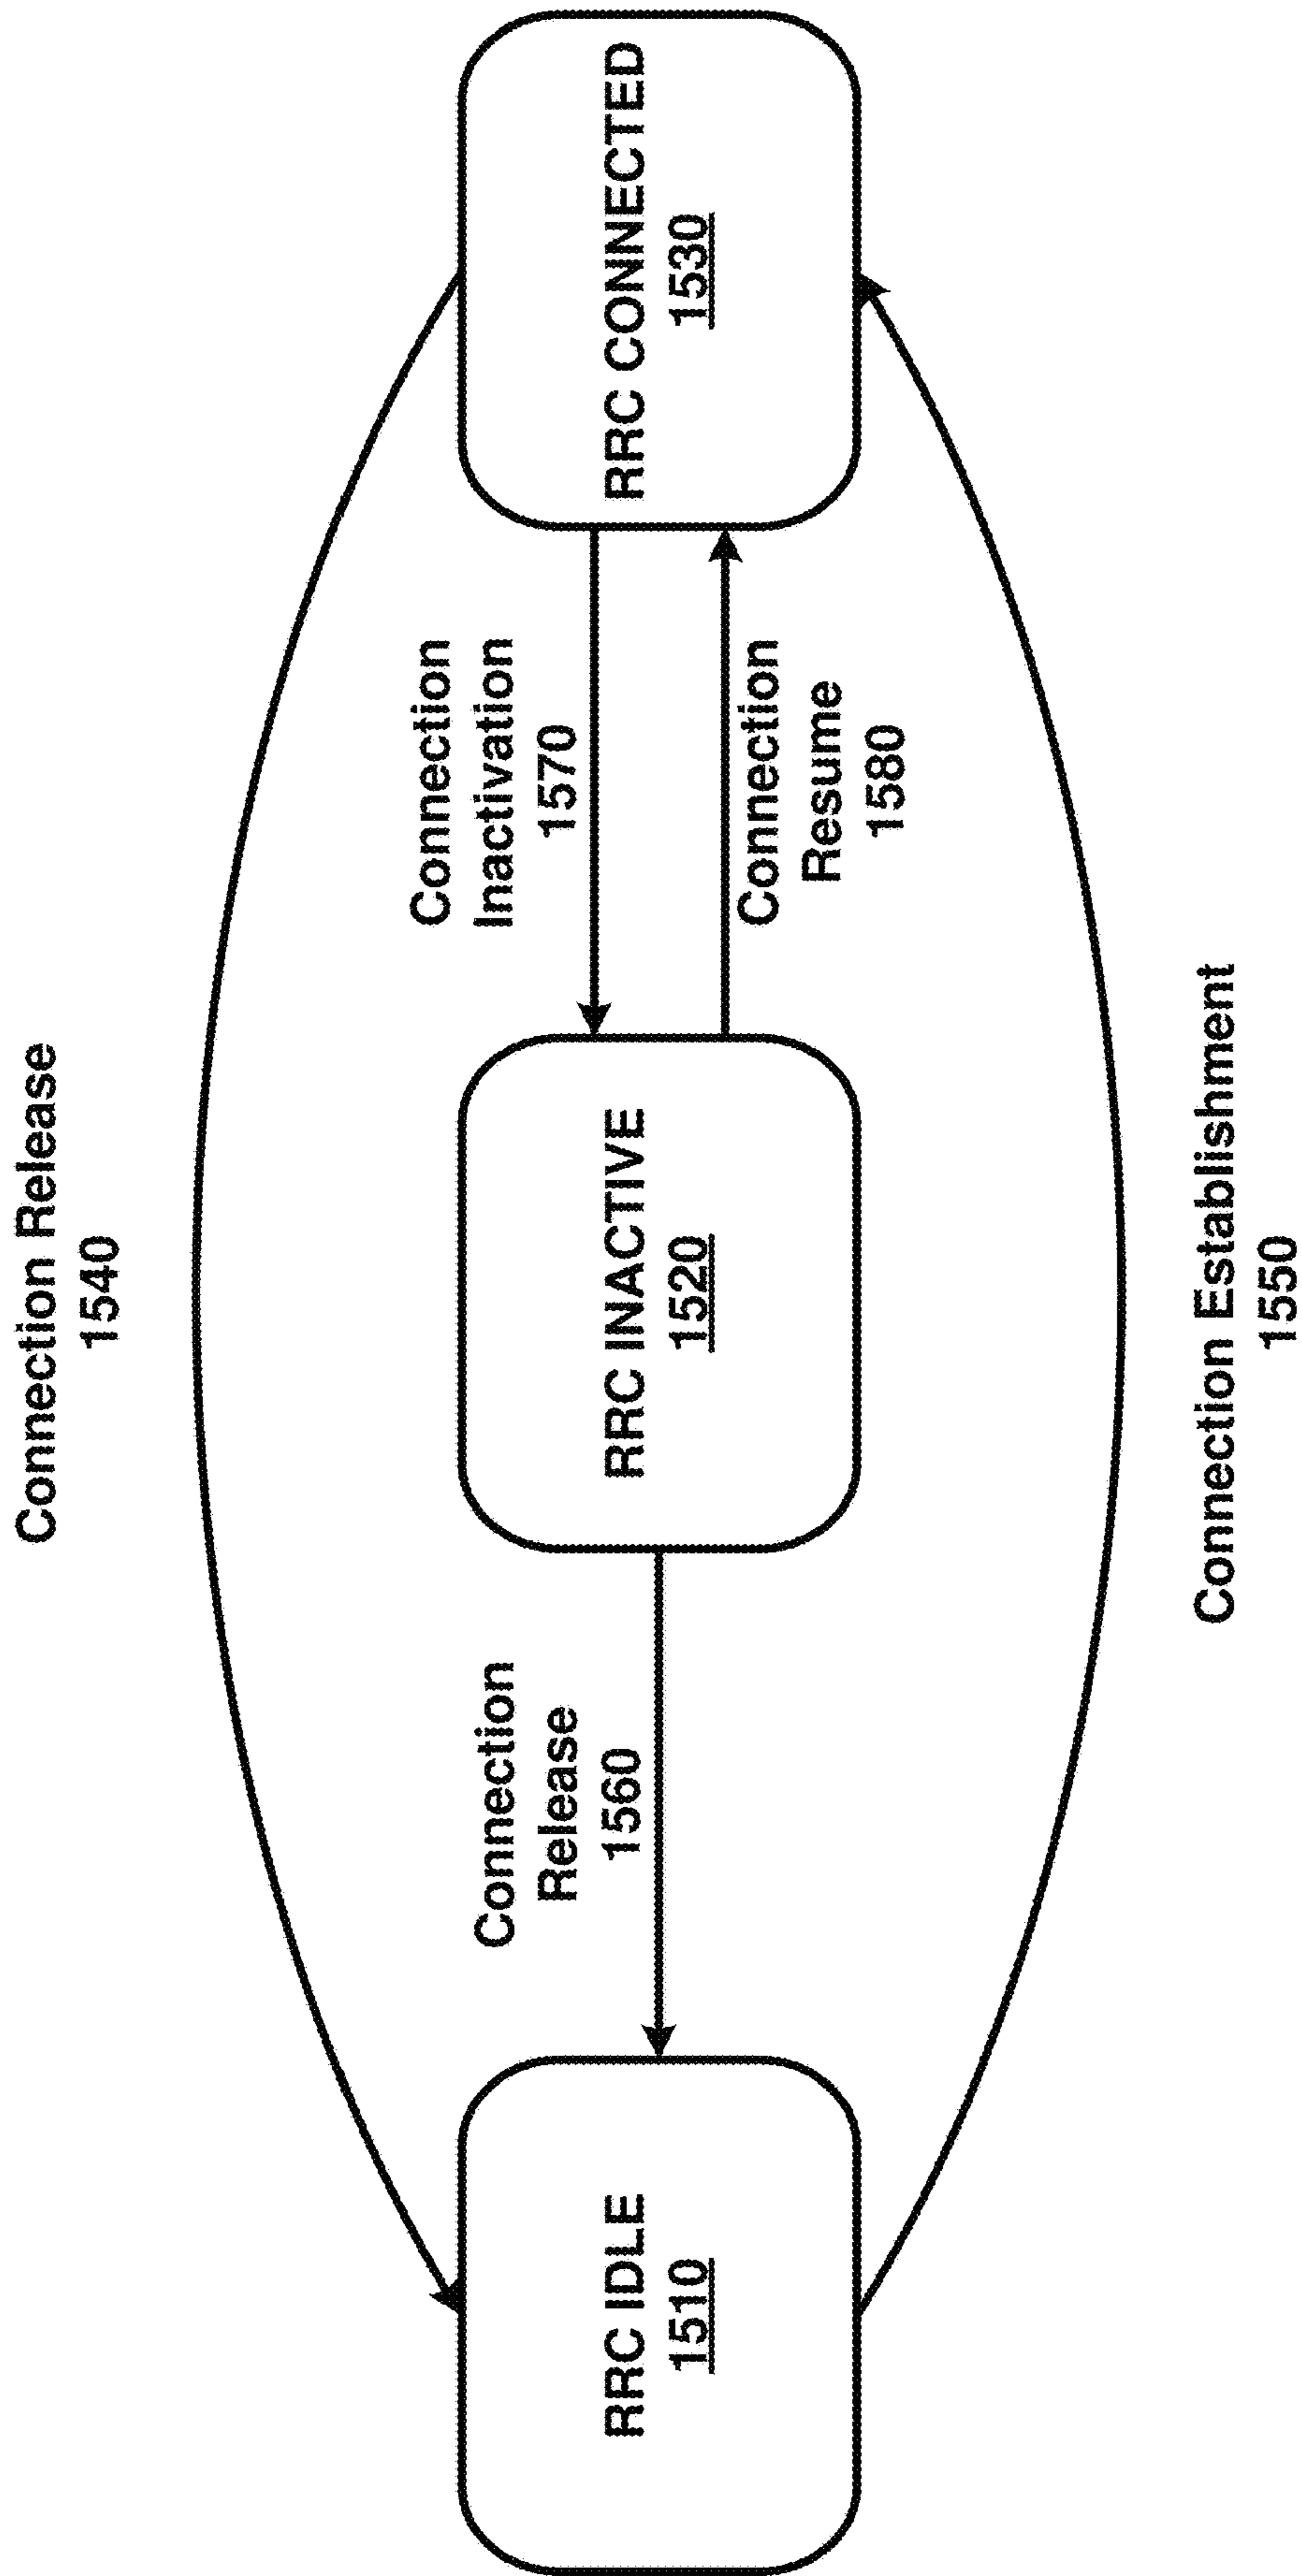 Connection Release
1540
RRC IDLE
1510
Connection
Release
1560
RRC INACTIVE
1520
Connection
Inactivation
1570
Connection
Resume
1580
RRC CONNECTED
1530
Connection Establishment
1550